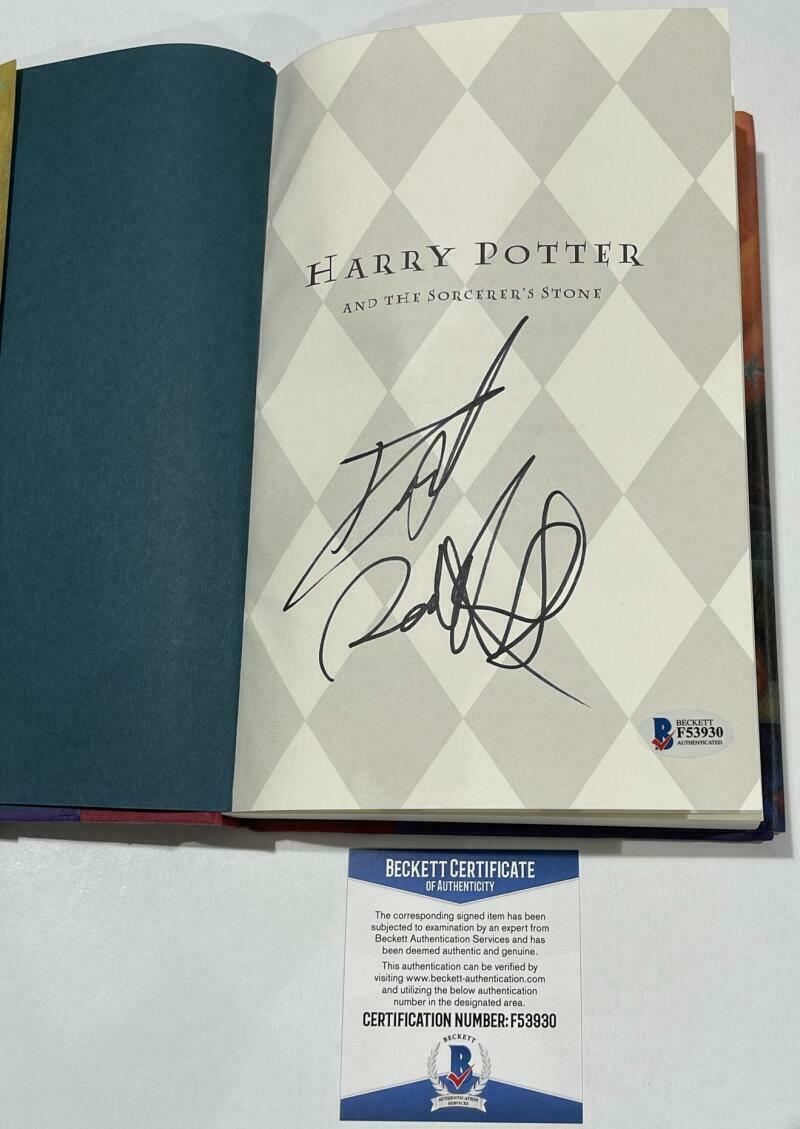 HARRY POTTER
AND THE SORCERER'S STONE
BECKETT
F53930
AUTHENTICATED
BECKETT CERTIFICATE
OF AUTHENTICITY
The corresponding signed item has been
subjected to examination by an expert from
Beckett Authentication Services and has
been deemed authentic and genuine.
This authentication can be verified by
visiting www.beckett-authentication.com
and utilizing the below authentication
number in the designated area.
CERTIFICATION NUMBER: F53930
BECKETT
B
AUTHENTICATION
SERVICES